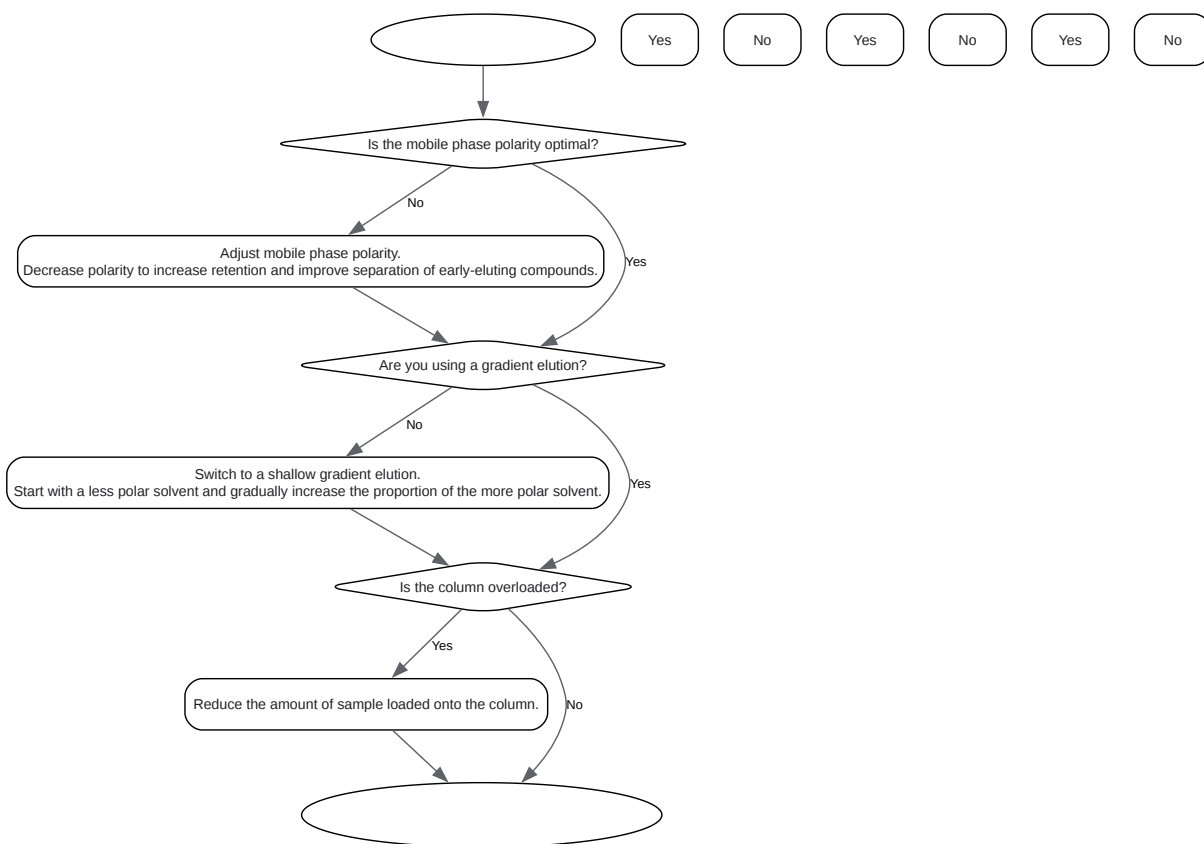 Yes
No
Yes
No
Yes
No
Is the mobile phase polarity optimal?
No
Adjust mobile phase polarity.
Decrease polarity to increase retention and improve separation of early-eluting compounds.
Yes
Are you using a gradient elution?
No
Switch to a shallow gradient elution.
Start with a less polar solvent and gradually increase the proportion of the more polar solvent.
Yes
Is the column overloaded?
Yes
Reduce the amount of sample loaded onto the column.
No